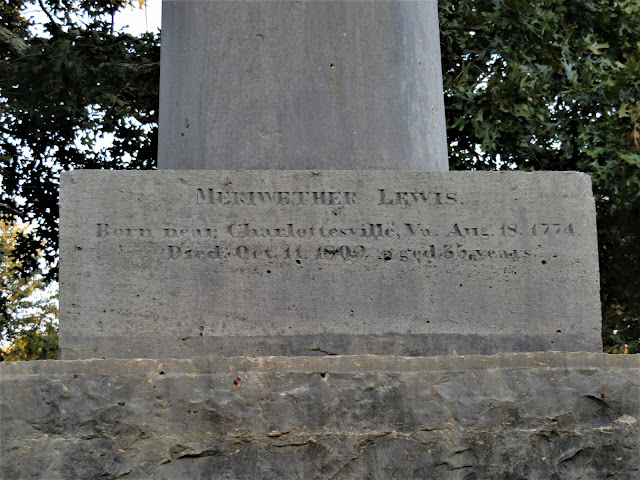 MERIWETHER LEWIS.
Born near Charlottesville, Va. Aug. 18. 1774
Died Oct. 11. 1809. aged 35 years.